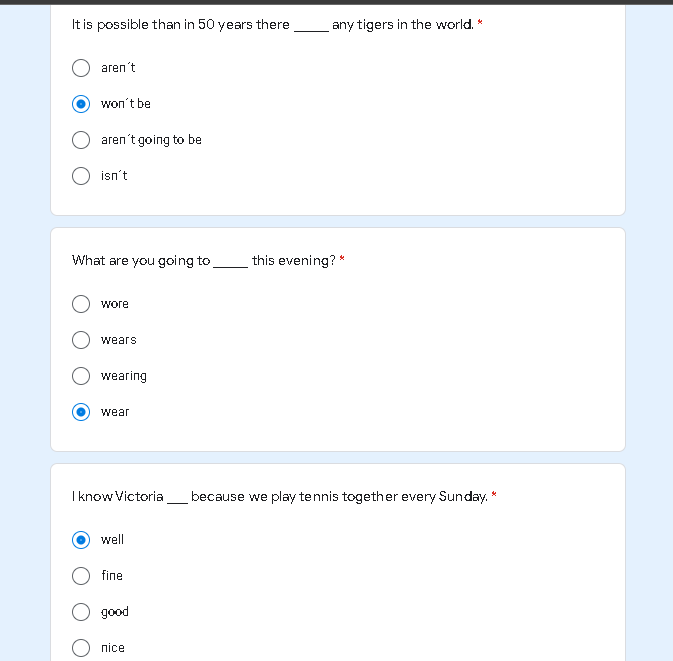 It is possible than in 50 years there _____ any tigers in the world. *
aren´t
won´t be
aren´t going to be
isn´t
What are you going to _____ this evening? *
wore
wears
wearing
wear
I know Victoria ___ because we play tennis together every Sunday. *
well
fine
good
nice